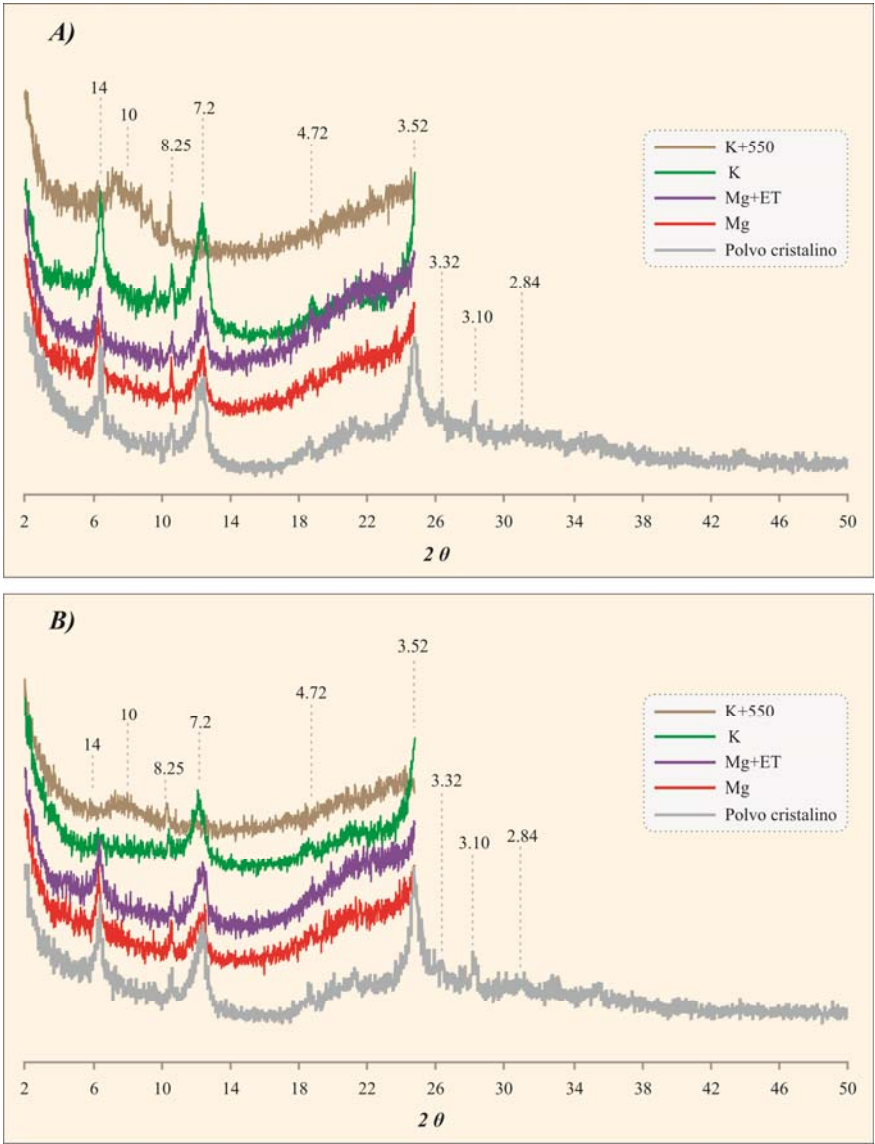 A)
14
10
8.25
7.2
4.72
3.52
3.32
3.10
2.84
K+550
K
Mg+ET
Mg
Polvo cristalino
2 6 10 14 18 22 26 30 34 38 42 46 50
2 θ
B)
14
10
8.25
7.2
4.72
3.52
3.32
3.10
2.84
K+550
K
Mg+ET
Mg
Polvo cristalino
2 6 10 14 18 22 26 30 34 38 42 46 50
2 θ